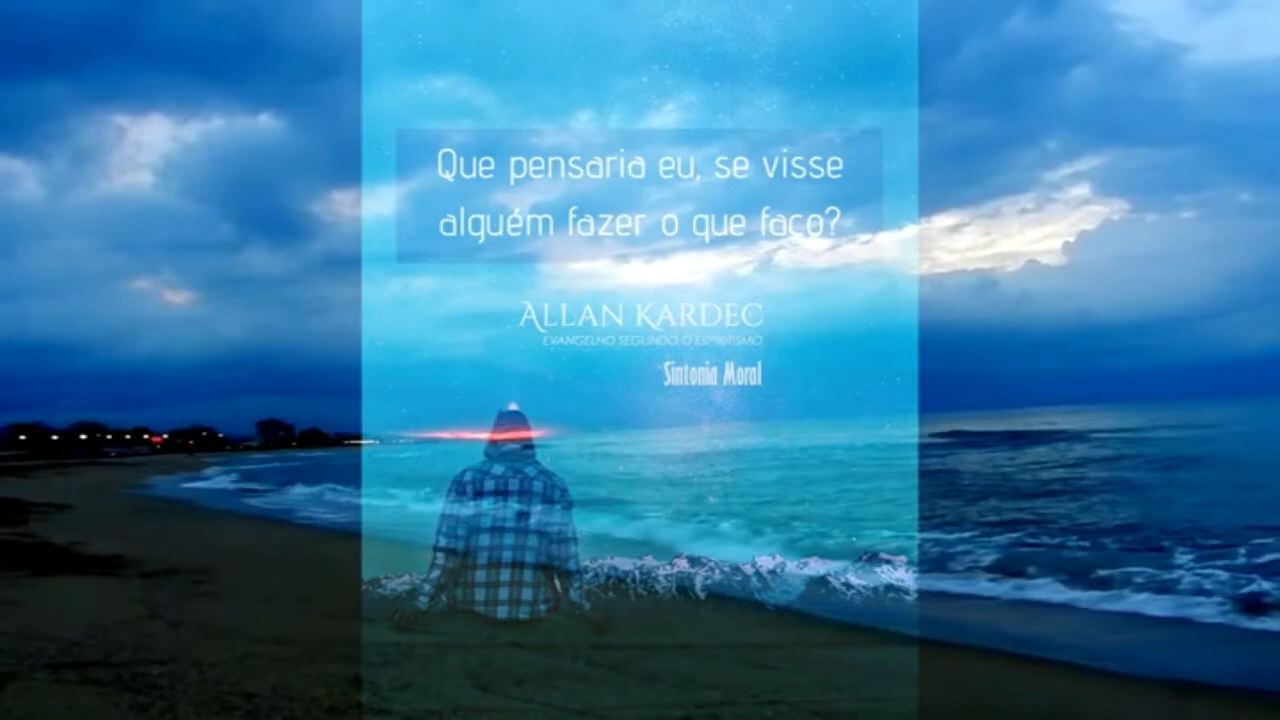 Que pensaria eu, se visse
alguém fazer o que faço?
ALLAN KARDEC
EVANGELHO SEGUNDO O ESPIRITISMO
Sintonia Moral